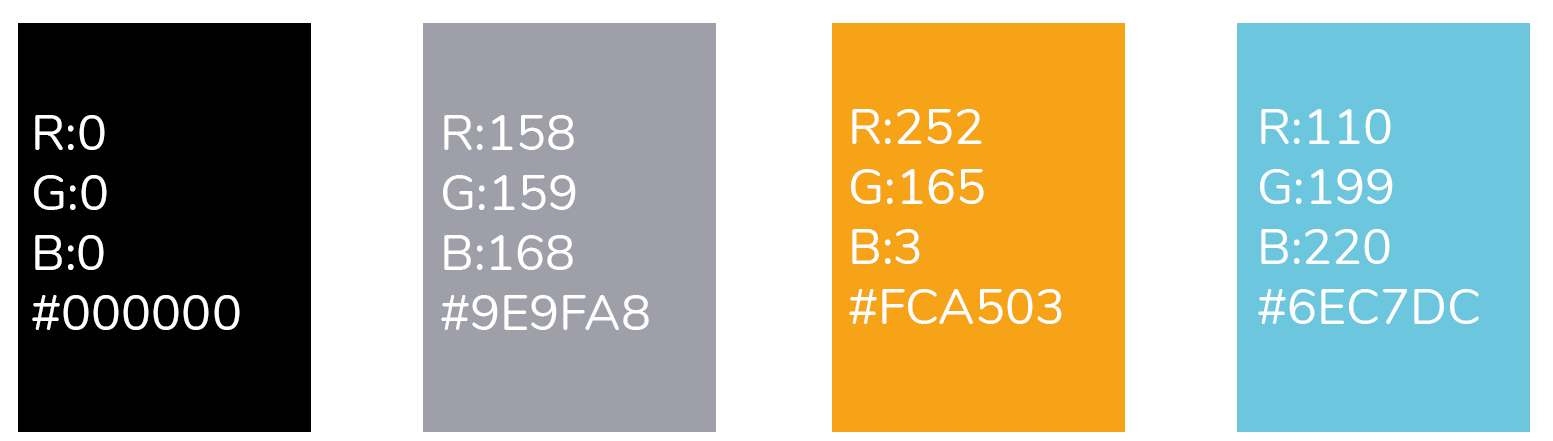 R:0
G:0
B:0
#000000
R:158
G:159
B:168
#9E9FA8
R:252
G:165
B:3
#FCA503
R:110
G:199
B:220
#6EC7DC